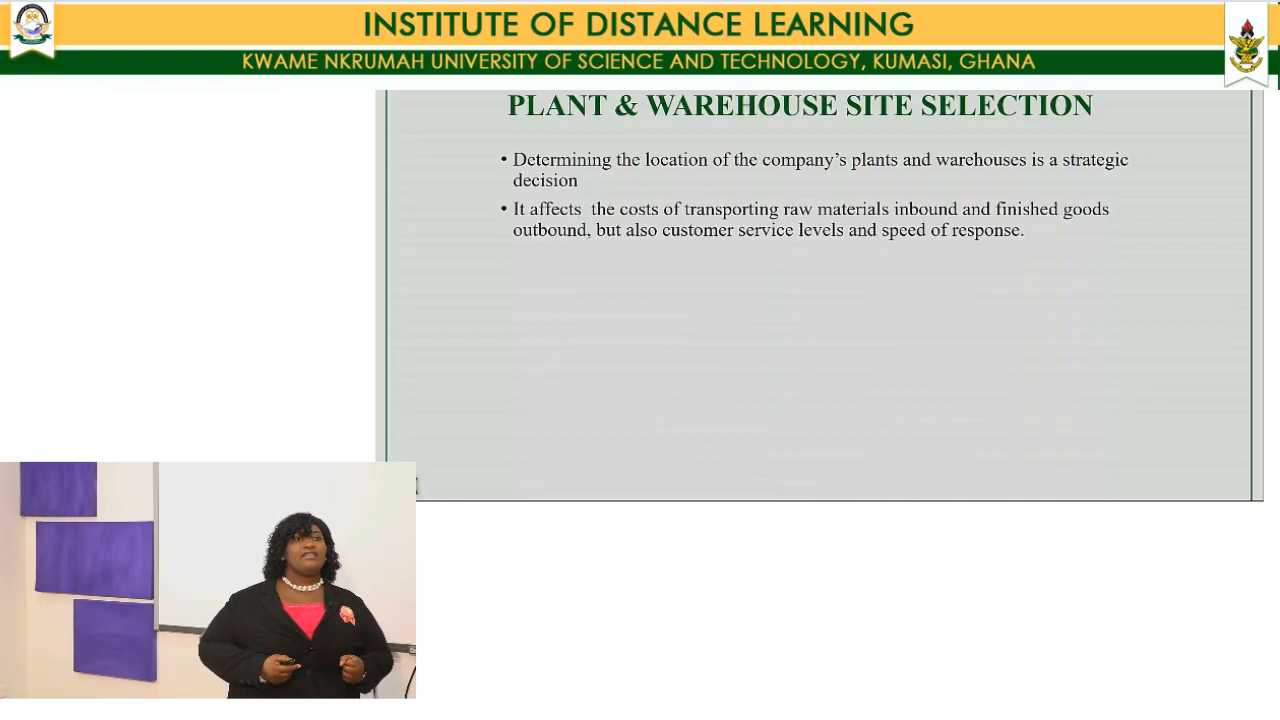 INSTITUTE OF DISTANCE LEARNING
KWAME NKRUMAH UNIVERSITY OF SCIENCE AND TECHNOLOGY, KUMASI, GHANA
PLANT & WAREHOUSE SITE SELECTION
• Determining the location of the company's plants and warehouses is a strategic
decision
• It affects the costs of transporting raw materials inbound and finished goods
outbound, but also customer service levels and speed of response.